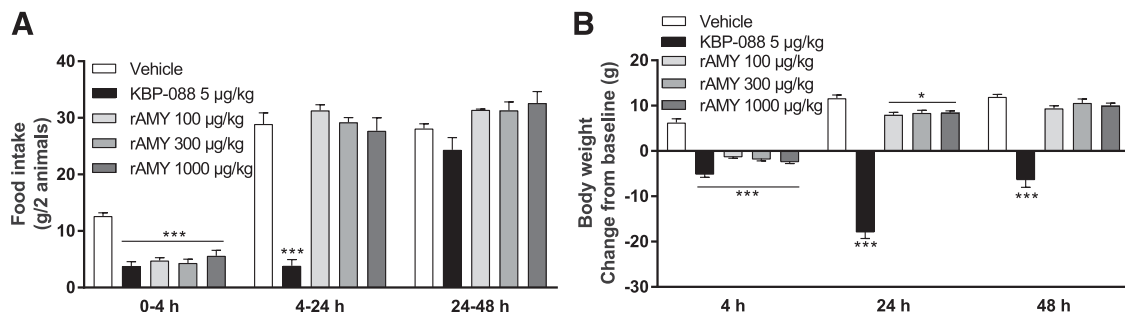 A
Food intake
(g/2 animals)
40
30
20
10
0
Vehicle
KBP-088 5 μg/kg
rAMY 100 μg/kg
rAMY 300 μg/kg
rAMY 1000 μg/kg
***
***
0-4 h
4-24 h
24-48 h
B
Body weight
Change from baseline (g)
20
10
0
-10
-20
-30
Vehicle
KBP-088 5 μg/kg
rAMY 100 μg/kg
rAMY 300 μg/kg
rAMY 1000 μg/kg
***
*
***
***
4 h
24 h
48 h